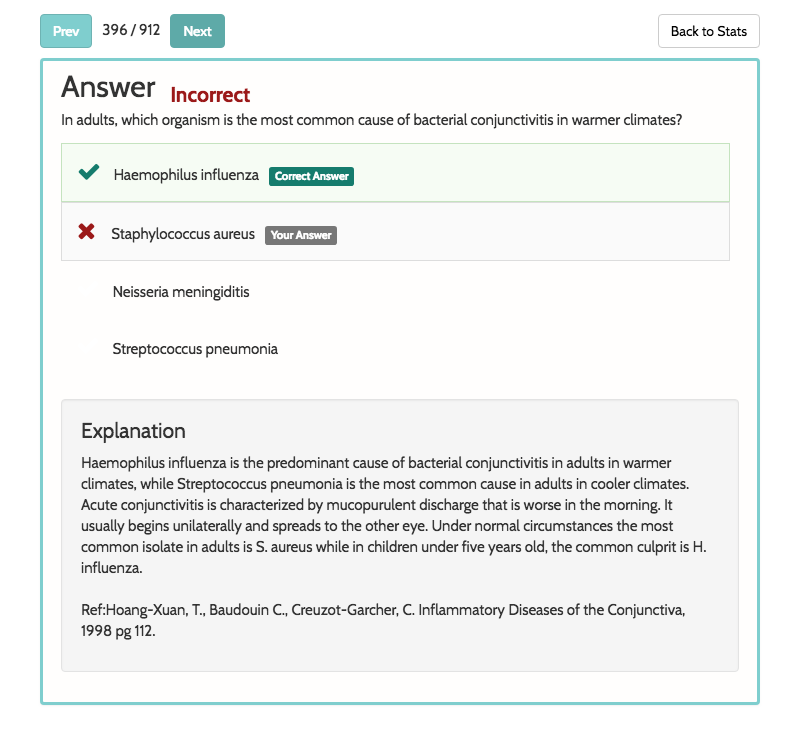 Prev 396 / 912 Next Back to Stats
Answer Incorrect
In adults, which organism is the most common cause of bacterial conjunctivitis in warmer climates?
Haemophilus influenza Correct Answer
Staphylococcus aureus Your Answer
Neisseria meningiditis
Streptococcus pneumonia
Explanation
Haemophilus influenza is the predominant cause of bacterial conjunctivitis in adults in warmer
climates, while Streptococcus pneumonia is the most common cause in adults in cooler climates.
Acute conjunctivitis is characterized by mucopurulent discharge that is worse in the morning. It
usually begins unilaterally and spreads to the other eye. Under normal circumstances the most
common isolate in adults is S. aureus while in children under five years old, the common culprit is H.
influenza.
Ref:Hoang-Xuan, T., Baudouin C., Creuzot-Garcher, C. Inflammatory Diseases of the Conjunctiva,
1998 pg 112.